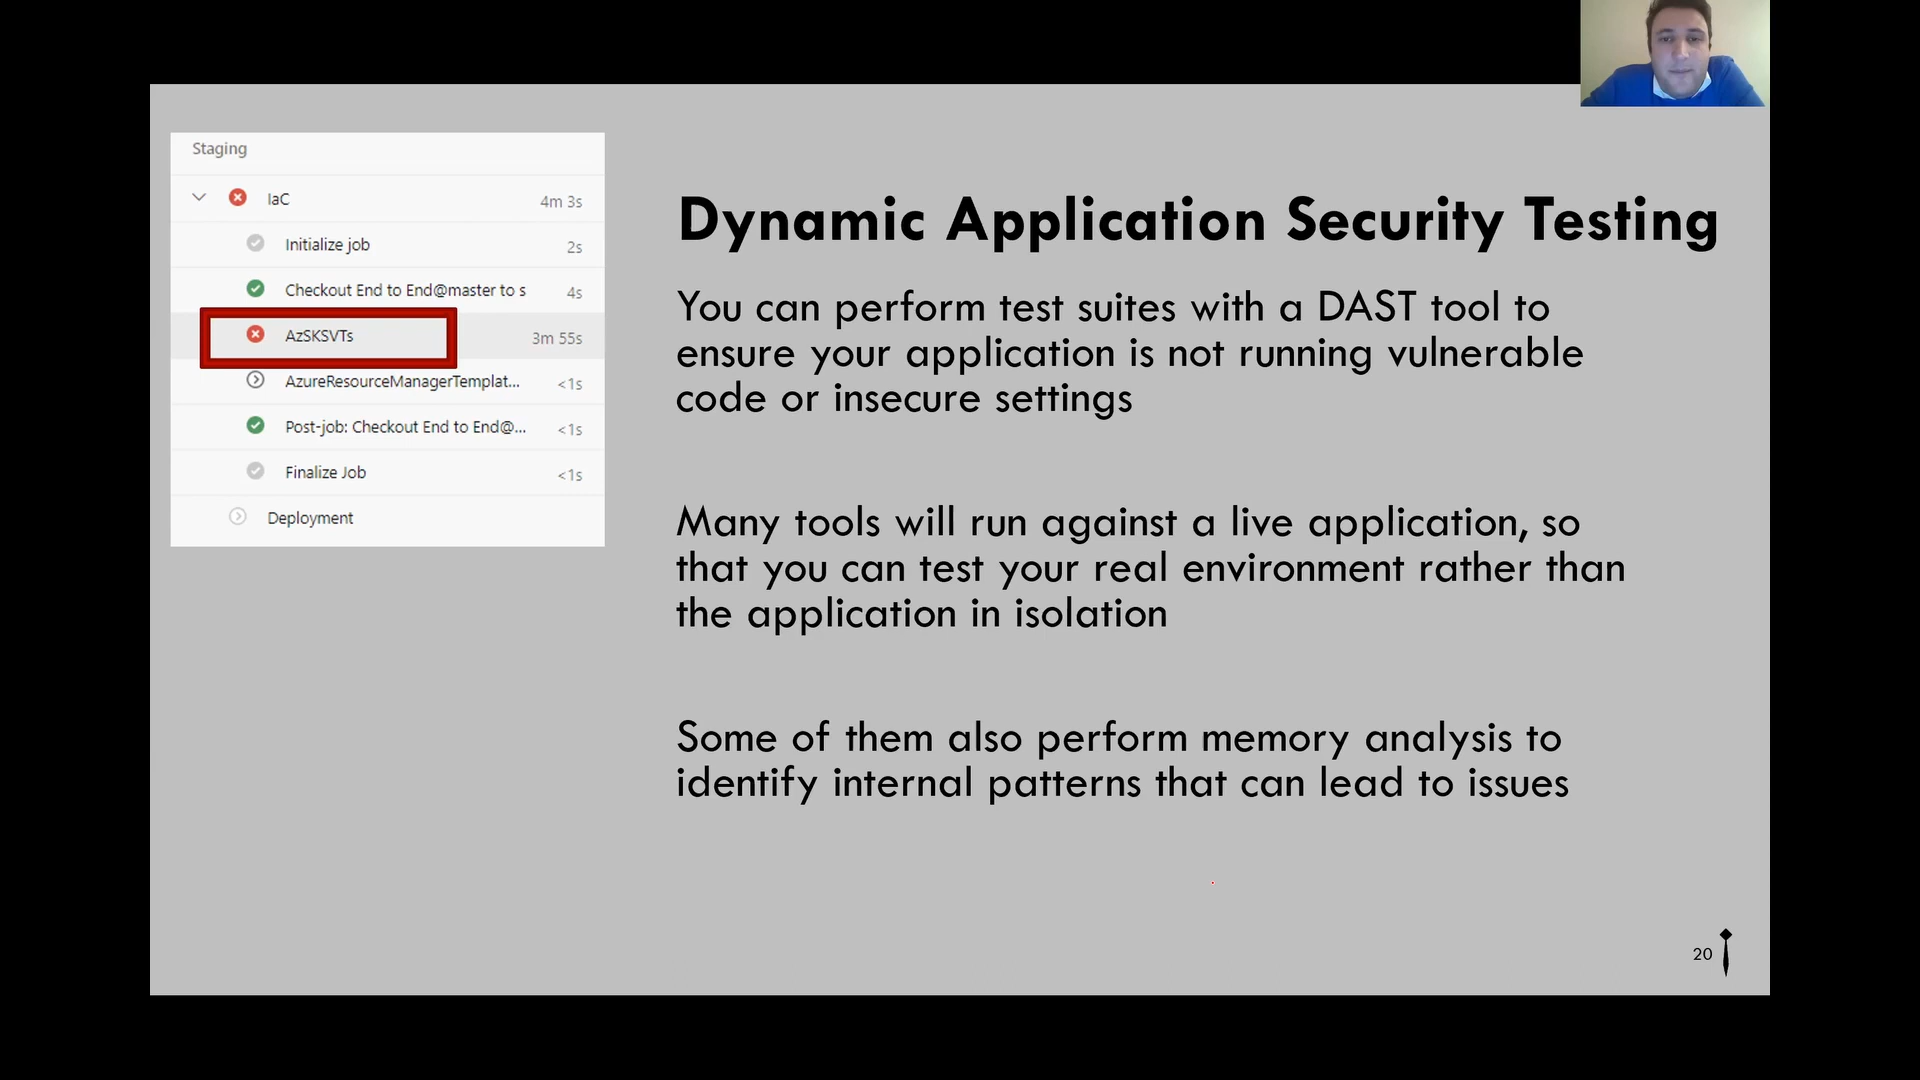 Staging
IaC 4m 3s
Initialize job 2s
Checkout End to End@master to s 4s
AzSKSVTs 3m 55s
AzureResourceManagerTemplat... <1s
Post-job: Checkout End to End@... <1s
Finalize Job <1s
Deployment
Dynamic Application Security Testing
You can perform test suites with a DAST tool to
ensure your application is not running vulnerable
code or insecure settings
Many tools will run against a live application, so
that you can test your real environment rather than
the application in isolation
Some of them also perform memory analysis to
identify internal patterns that can lead to issues
20